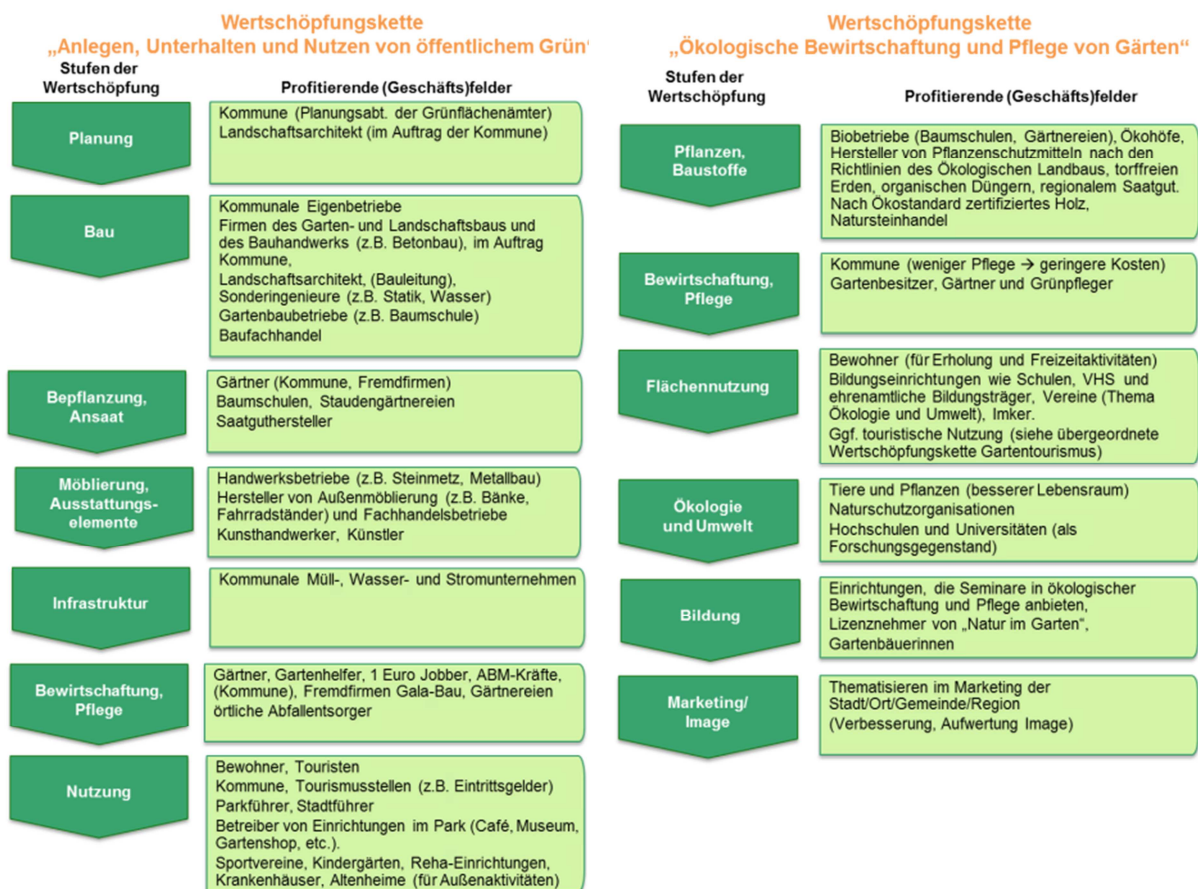 Wertschöpfungskette
„Anlegen, Unterhalten und Nutzen von öffentlichem Grün“
Stufen der
Wertschöpfung
Profitierende (Geschäfts)felder
Planung
Kommune (Planungsabt. der Grünflächenämter)
Landschaftsarchitekt (im Auftrag der Kommune)
Bau
Kommunale Eigenbetriebe
Firmen des Garten- und Landschaftsbaus und
des Bauhandwerks (z.B. Betonbau), im Auftrag
Kommune,
Landschaftsarchitekt, (Bauleitung),
Sonderingenieure (z.B. Statik, Wasser)
Gartenbaubetriebe (z.B. Baumschule)
Baufachhandel
Bepflanzung,
Ansaat
Gärtner (Kommune, Fremdfirmen)
Baumschulen, Staudengärtnereien
Saatguthersteller
Möblierung,
Ausstattungs-
elemente
Handwerksbetriebe (z.B. Steinmetz, Metallbau)
Hersteller von Außenmöblierung (z.B. Bänke,
Fahrradständer) und Fachhandelsbetriebe
Kunsthandwerker, Künstler
Infrastruktur
Kommunale Müll-, Wasser- und Stromunternehmen
Bewirtschaftung,
Pflege
Gärtner, Gartenhelfer, 1 Euro Jobber, ABM-Kräfte,
(Kommune), Fremdfirmen Gala-Bau, Gärtnereien
örtliche Abfallentsorger
Nutzung
Bewohner, Touristen
Kommune, Tourismusstellen (z.B. Eintrittsgelder)
Parkführer, Stadtführer
Betreiber von Einrichtungen im Park (Café, Museum,
Gartenshop, etc.).
Sportvereine, Kindergärten, Reha-Einrichtungen,
Krankenhäuser, Altenheime (für Außenaktivitäten)
Wertschöpfungskette
„Ökologische Bewirtschaftung und Pflege von Gärten“
Stufen der
Wertschöpfung
Profitierende (Geschäfts)felder
Pflanzen,
Baustoffe
Biobetriebe (Baumschulen, Gärtnereien), Ökohöfe,
Hersteller von Pflanzenschutzmitteln nach den
Richtlinien des Ökologischen Landbaus, torffreien
Erden, organischen Düngern, regionalem Saatgut.
Nach Ökostandard zertifiziertes Holz,
Natursteinhandel
Bewirtschaftung,
Pflege
Kommune (weniger Pflege → geringere Kosten)
Gartenbesitzer, Gärtner und Grünpfleger
Flächennutzung
Bewohner (für Erholung und Freizeitaktivitäten)
Bildungseinrichtungen wie Schulen, VHS und
ehrenamtliche Bildungsträger, Vereine (Thema
Ökologie und Umwelt), Imker.
Ggf. touristische Nutzung (siehe übergeordnete
Wertschöpfungskette Gartentourismus)
Ökologie
und Umwelt
Tiere und Pflanzen (besserer Lebensraum)
Naturschutzorganisationen
Hochschulen und Universitäten (als
Forschungsgegenstand)
Bildung
Einrichtungen, die Seminare in ökologischer
Bewirtschaftung und Pflege anbieten,
Lizenznehmer von „Natur im Garten“,
Gartenbäuerinnen
Marketing/
Image
Thematisieren im Marketing der
Stadt/Ort/Gemeinde/Region
(Verbesserung, Aufwertung Image)